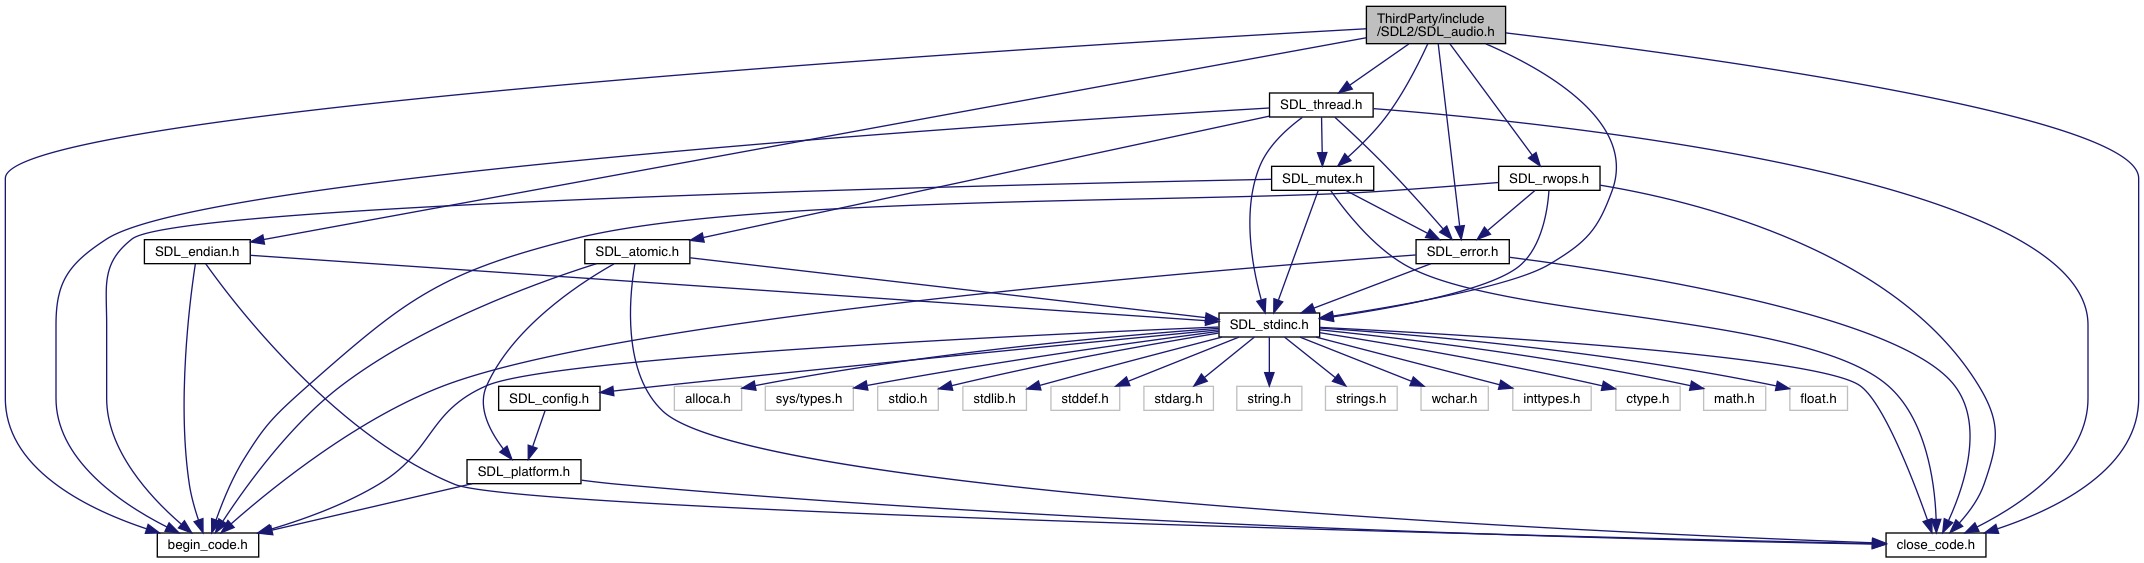 ThirdParty/include
/SDL2/SDL_audio.h
SDL_thread.h
SDL_mutex.h
SDL_rwops.h
SDL_endian.h
SDL_atomic.h
SDL_error.h
SDL_stdinc.h
SDL_config.h
alloca.h
sys/types.h
stdio.h
stdlib.h
stddef.h
stdarg.h
string.h
strings.h
wchar.h
inttypes.h
ctype.h
math.h
float.h
SDL_platform.h
begin_code.h
close_code.h